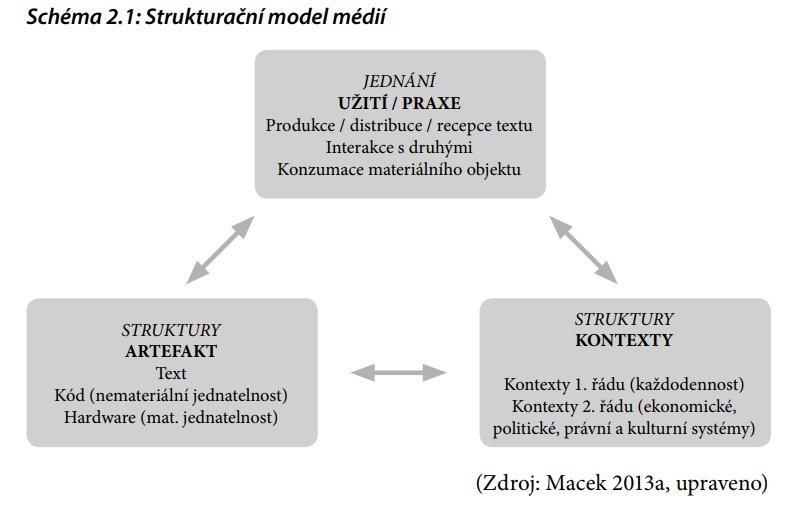 Schéma 2.1: Strukturační model médií
JEDNÁNÍ
UŽITÍ / PRAXE
Produkce / distribuce / recepce textu
Interakce s druhými
Konzumace materiálního objektu
STRUKTURY
ARTEFAKT
Text
Kód (nemateriální jednatelnost)
Hardware (mat. jednatelnost)
STRUKTURY
KONTEXTY
Kontexty 1. řádu (každodennost)
Kontexty 2. řádu (ekonomické,
politické, právní a kulturní systémy)
(Zdroj: Macek 2013a, upraveno)